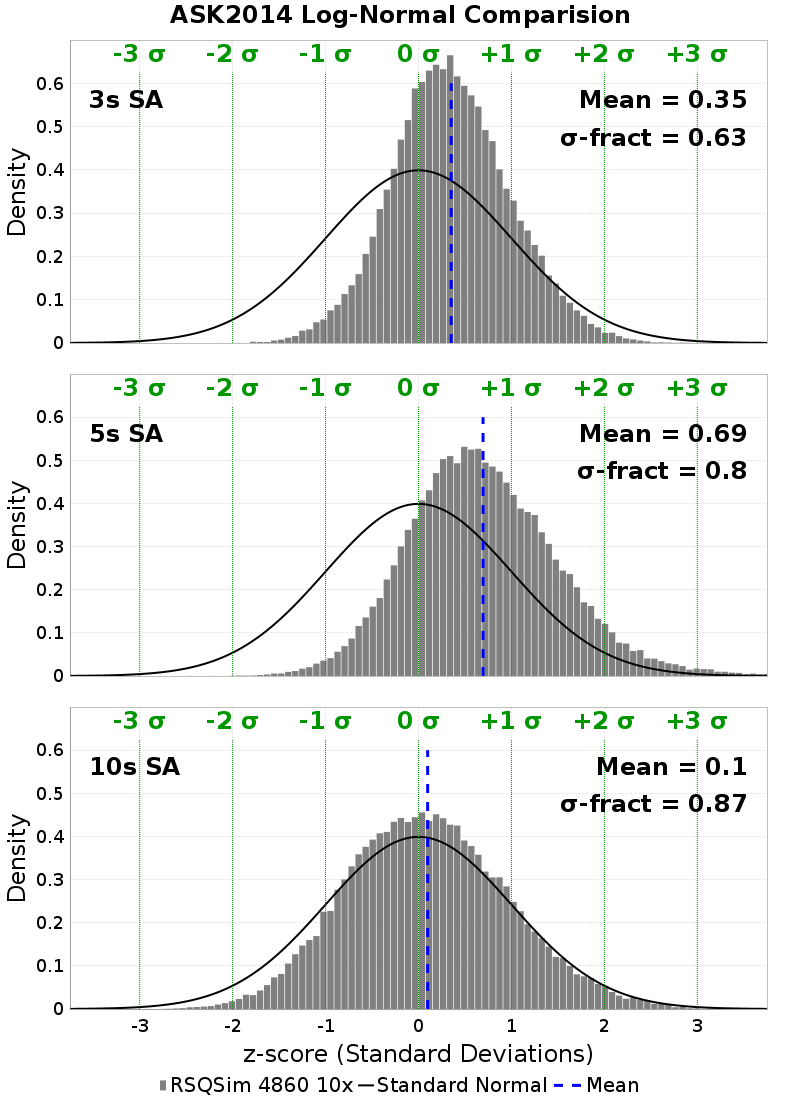 ASK2014 Log-Normal Comparision
-3 σ -2 σ -1 σ 0 σ +1 σ +2 σ +3 σ
3s SA
Mean = 0.35
σ-fract = 0.63
Density
0.6
0.5
0.4
0.3
0.2
0.1
0
-3 σ -2 σ -1 σ 0 σ +1 σ +2 σ +3 σ
5s SA
Mean = 0.69
σ-fract = 0.8
Density
0.6
0.5
0.4
0.3
0.2
0.1
0
-3 σ -2 σ -1 σ 0 σ +1 σ +2 σ +3 σ
10s SA
Mean = 0.1
σ-fract = 0.87
Density
0.6
0.5
0.4
0.3
0.2
0.1
0
-3 -2 -1 0 1 2 3
z-score (Standard Deviations)
RSQSim 4860 10x Standard Normal Mean